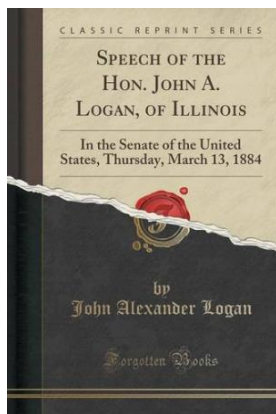 CLASSIC REPRINT SERIES
SPEECH OF THE
HON. JOHN A.
LOGAN, OF ILLINOIS
In the Senate of the United
States, Thursday, March 13, 1884
by
John Alexander Logan
Forgotten Books